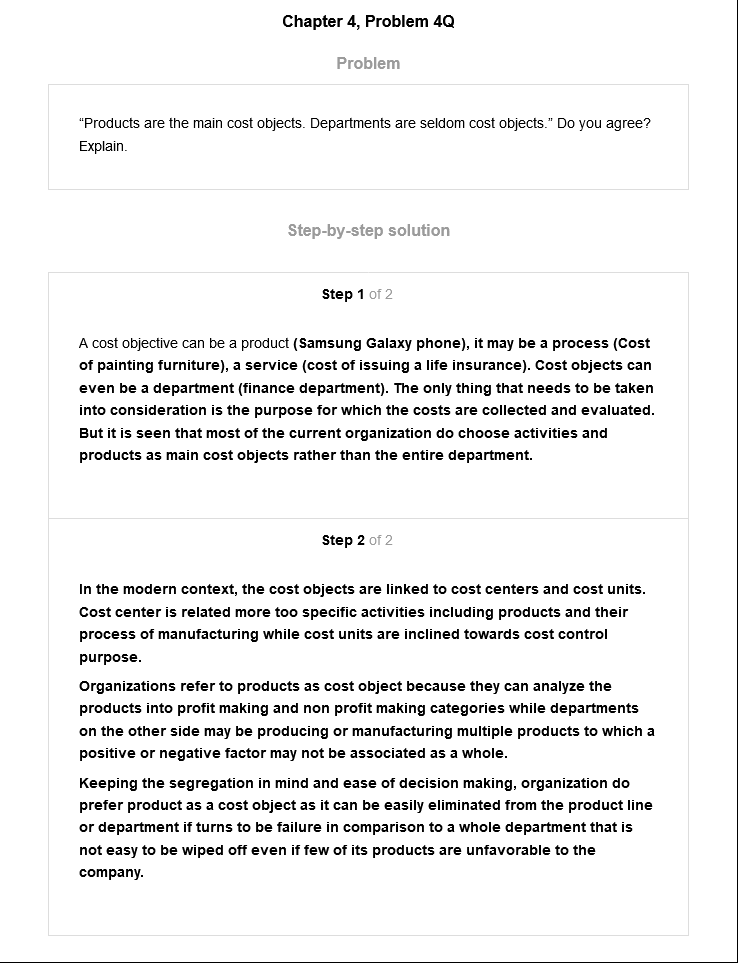 Chapter 4, Problem 4Q
Problem
“Products are the main cost objects. Departments are seldom cost objects.” Do you agree?
Explain.
Step-by-step solution
Step 1 of 2
A cost objective can be a product (Samsung Galaxy phone), it may be a process (Cost
of painting furniture), a service (cost of issuing a life insurance). Cost objects can
even be a department (finance department). The only thing that needs to be taken
into consideration is the purpose for which the costs are collected and evaluated.
But it is seen that most of the current organization do choose activities and
products as main cost objects rather than the entire department.
Step 2 of 2
In the modern context, the cost objects are linked to cost centers and cost units.
Cost center is related more too specific activities including products and their
process of manufacturing while cost units are inclined towards cost control
purpose.
Organizations refer to products as cost object because they can analyze the
products into profit making and non profit making categories while departments
on the other side may be producing or manufacturing multiple products to which a
positive or negative factor may not be associated as a whole.
Keeping the segregation in mind and ease of decision making, organization do
prefer product as a cost object as it can be easily eliminated from the product line
or department if turns to be failure in comparison to a whole department that is
not easy to be wiped off even if few of its products are unfavorable to the
company.